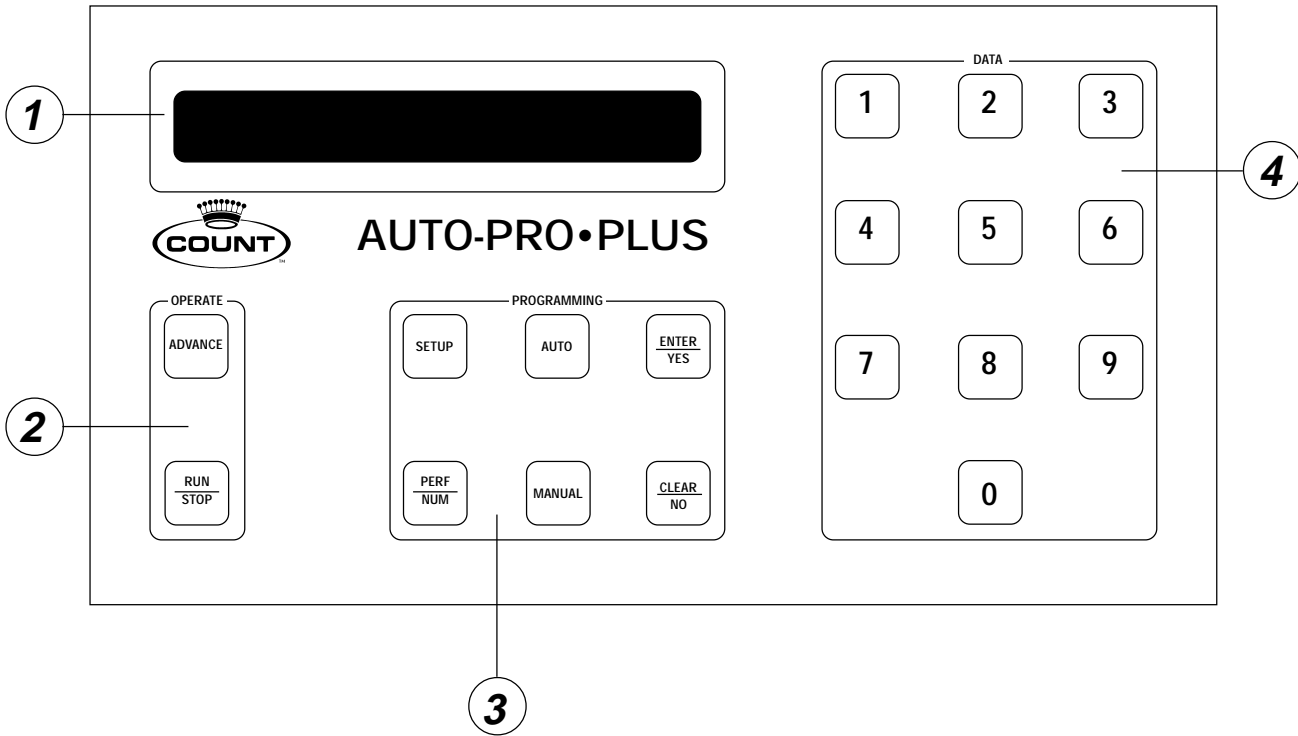 DATA
1 2 3
1
4
COUNT
TM
AUTO-PRO•PLUS
4 5 6
OPERATE
PROGRAMMING
ADVANCE
SETUP
AUTO
ENTER
YES
7 8 9
2
RUN
STOP
PERF
NUM
MANUAL
CLEAR
NO
0
3